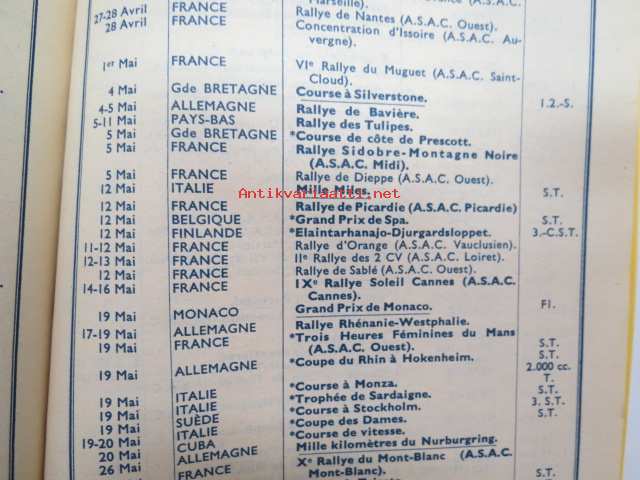 Marseille).
27-28 Avril FRANCE Rallye de Nantes (A.S.A.C. Ouest).
28 Avril FRANCE Concentration d'Issoire (A.S.A.C. Au-
vergne).
1er Mai FRANCE VIe Rallye du Muguet (A.S.A.C. Saint-
Cloud).
4 Mai Gde BRETAGNE Course à Silverstone. 1.2.-S.
4-5 Mai ALLEMAGNE Rallye de Bavière.
5-11 Mai PAYS-BAS Rallye des Tulipes.
5 Mai Gde BRETAGNE *Course de côte de Prescott.
5 Mai FRANCE Rallye Sidobre-Montagne Noire
(A.S.A.C. Midi).
5 Mai FRANCE Rallye de Dieppe (A.S.A.C. Ouest).
12 Mai ITALIE Mille Miles. S.T.
Antikvariaatti.net
12 Mai FRANCE Rallye de Picardie (A.S.A.C. Picardie)
12 Mai BELGIQUE *Grand Prix de Spa. S.T.
12 Mai FINLANDE *Elaintarhanajo-Djurgardsloppet. 3.-C.S.T.
11-12 Mai FRANCE Rallye d'Orange (A.S.A.C. Vauclusien).
12-13 Mai FRANCE IIe Rallye des 2 CV (A.S.A.C. Loiret).
12 Mai FRANCE Rallye de Sablé (A.S.A.C. Ouest).
14-16 Mai FRANCE IXe Rallye Soleil Cannes (A.S.A.C.
Cannes).
19 Mai MONACO Grand Prix de Monaco. FI.
17-19 Mai ALLEMAGNE Rallye Rhénanie-Westphalie.
19 Mai FRANCE *Trois Heures Féminines du Mans
(A.S.A.C. Ouest). S.T.
19 Mai ALLEMAGNE *Coupe du Rhin à Hokenheim. S.T.
2.000 cc.
T.
19 Mai ITALIE *Course à Monza. S.T.
19 Mai ITALIE *Trophée de Sardaigne. 3. S.T.
19 Mai SUÈDE *Course à Stockholm. S.T.
19 Mai ITALIE *Coupe des Dames.
19-20 Mai CUBA *Course de vitesse.
20 Mai ALLEMAGNE Mille kilomètres du Nurburgring.
26 Mai FRANCE Xe Rallye du Mont-Blanc (A.S.A.C.
Mont-Blanc). S.T.